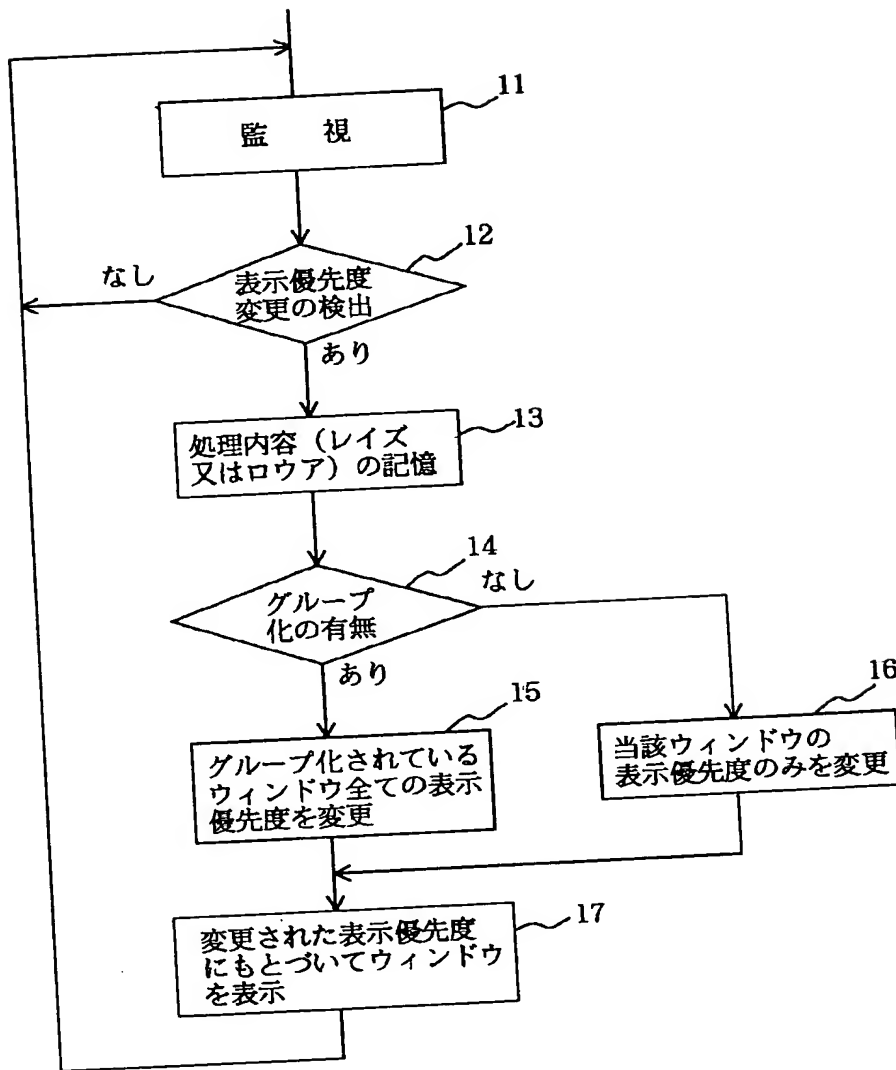 11
監 視
12
なし
表示優先度
変更の検出
あり
13
処理内容（レイズ
又はロウア）の記憶
14
なし
グループ
化の有無
あり
15
グループ化されている
ウィンドウ全ての表示
優先度を変更
16
当該ウィンドウの
表示優先度のみを変更
17
変更された表示優先度
にもとづいてウィンドウ
を表示